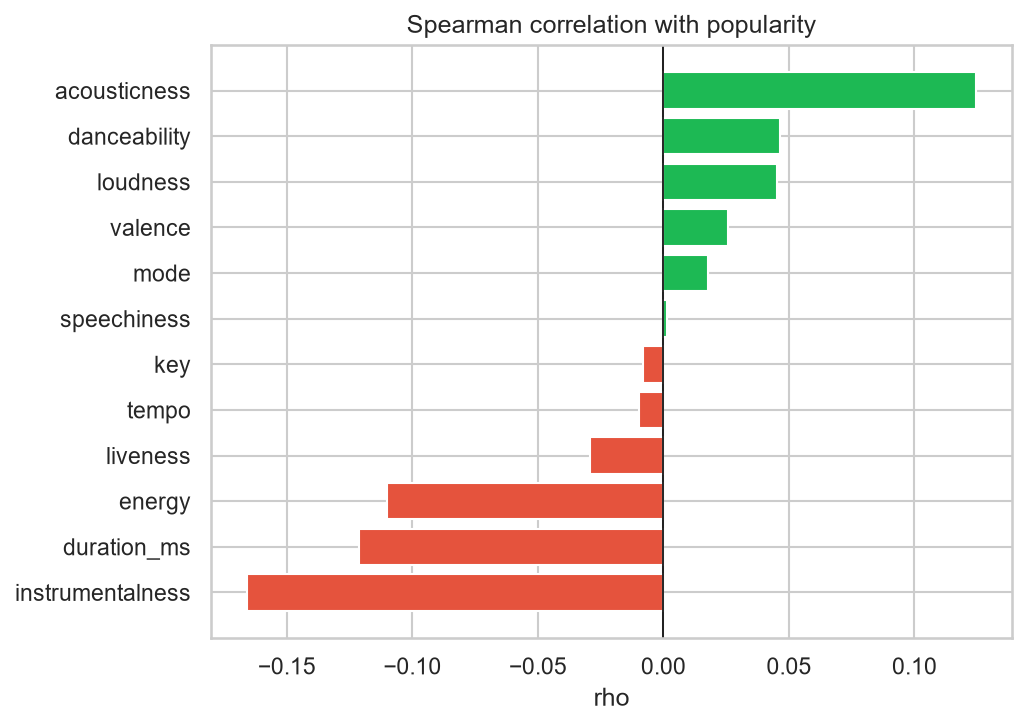 Spearman correlation with popularity
acousticness
danceability
loudness
valence
mode
speechiness
key
tempo
liveness
energy
duration_ms
instrumentalness
−0.15 −0.10 −0.05 0.00 0.05 0.10
rho